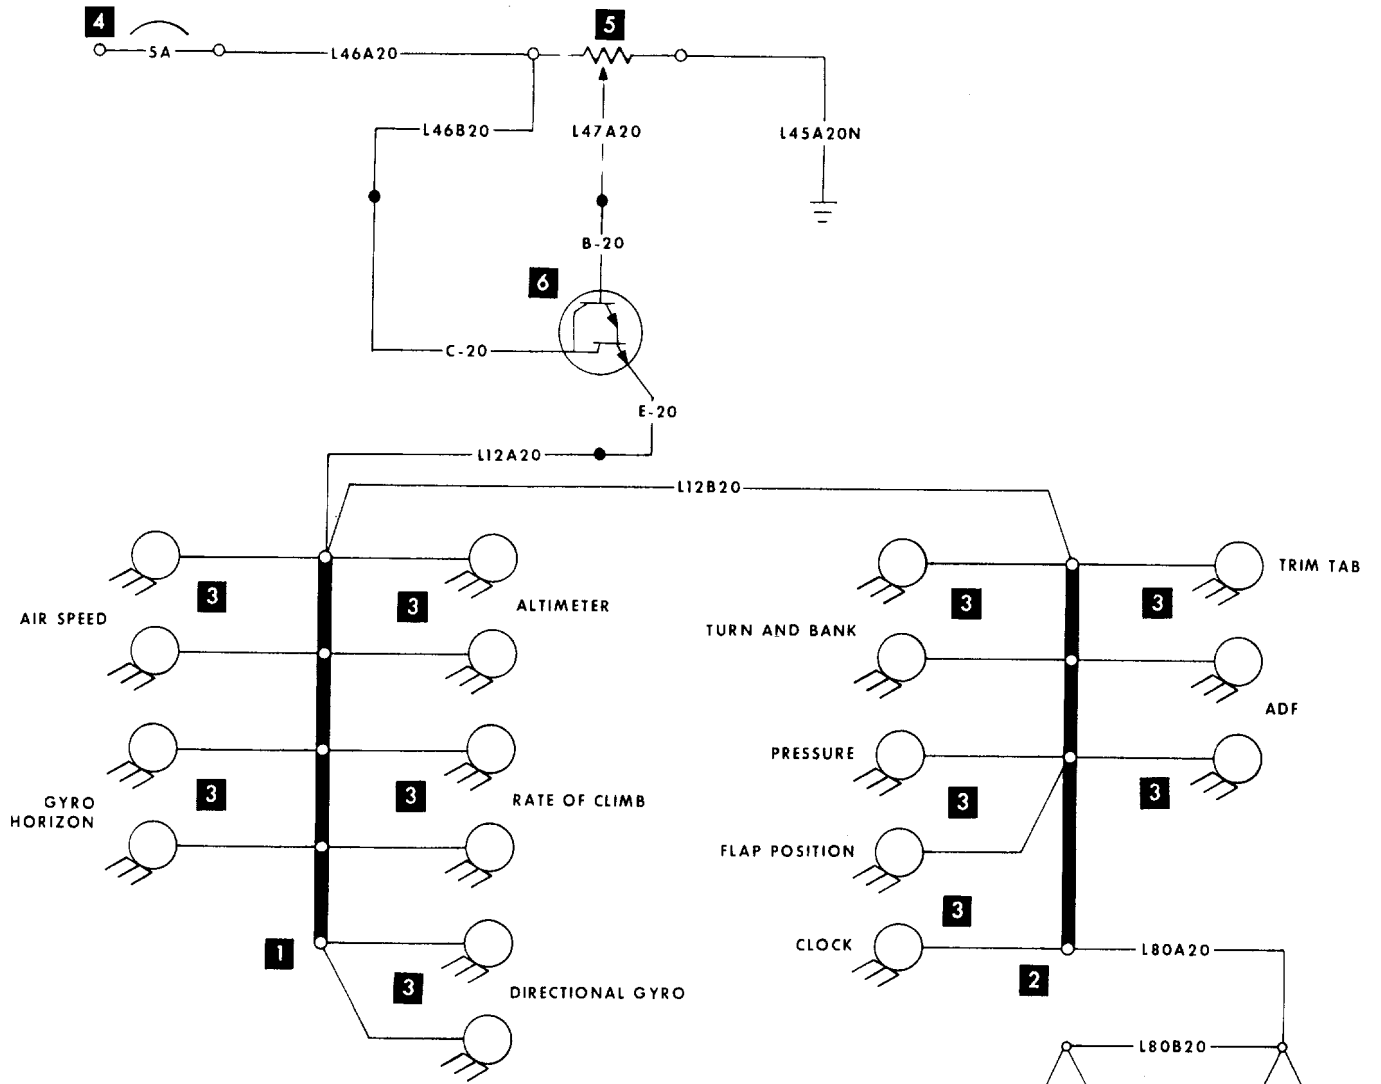 4
5
5A
L46A20
L46B20
L47A20
L45A20N
B-20
6
C-20
E-20
L12A20
L12B20
3
3
AIR SPEED
ALTIMETER
3
3
TURN AND BANK
TRIM TAB
3
3
GYRO
HORIZON
RATE OF CLIMB
PRESSURE
ADF
3
3
FLAP POSITION
3
CLOCK
1
3
DIRECTIONAL GYRO
2
L80A20
L80B20